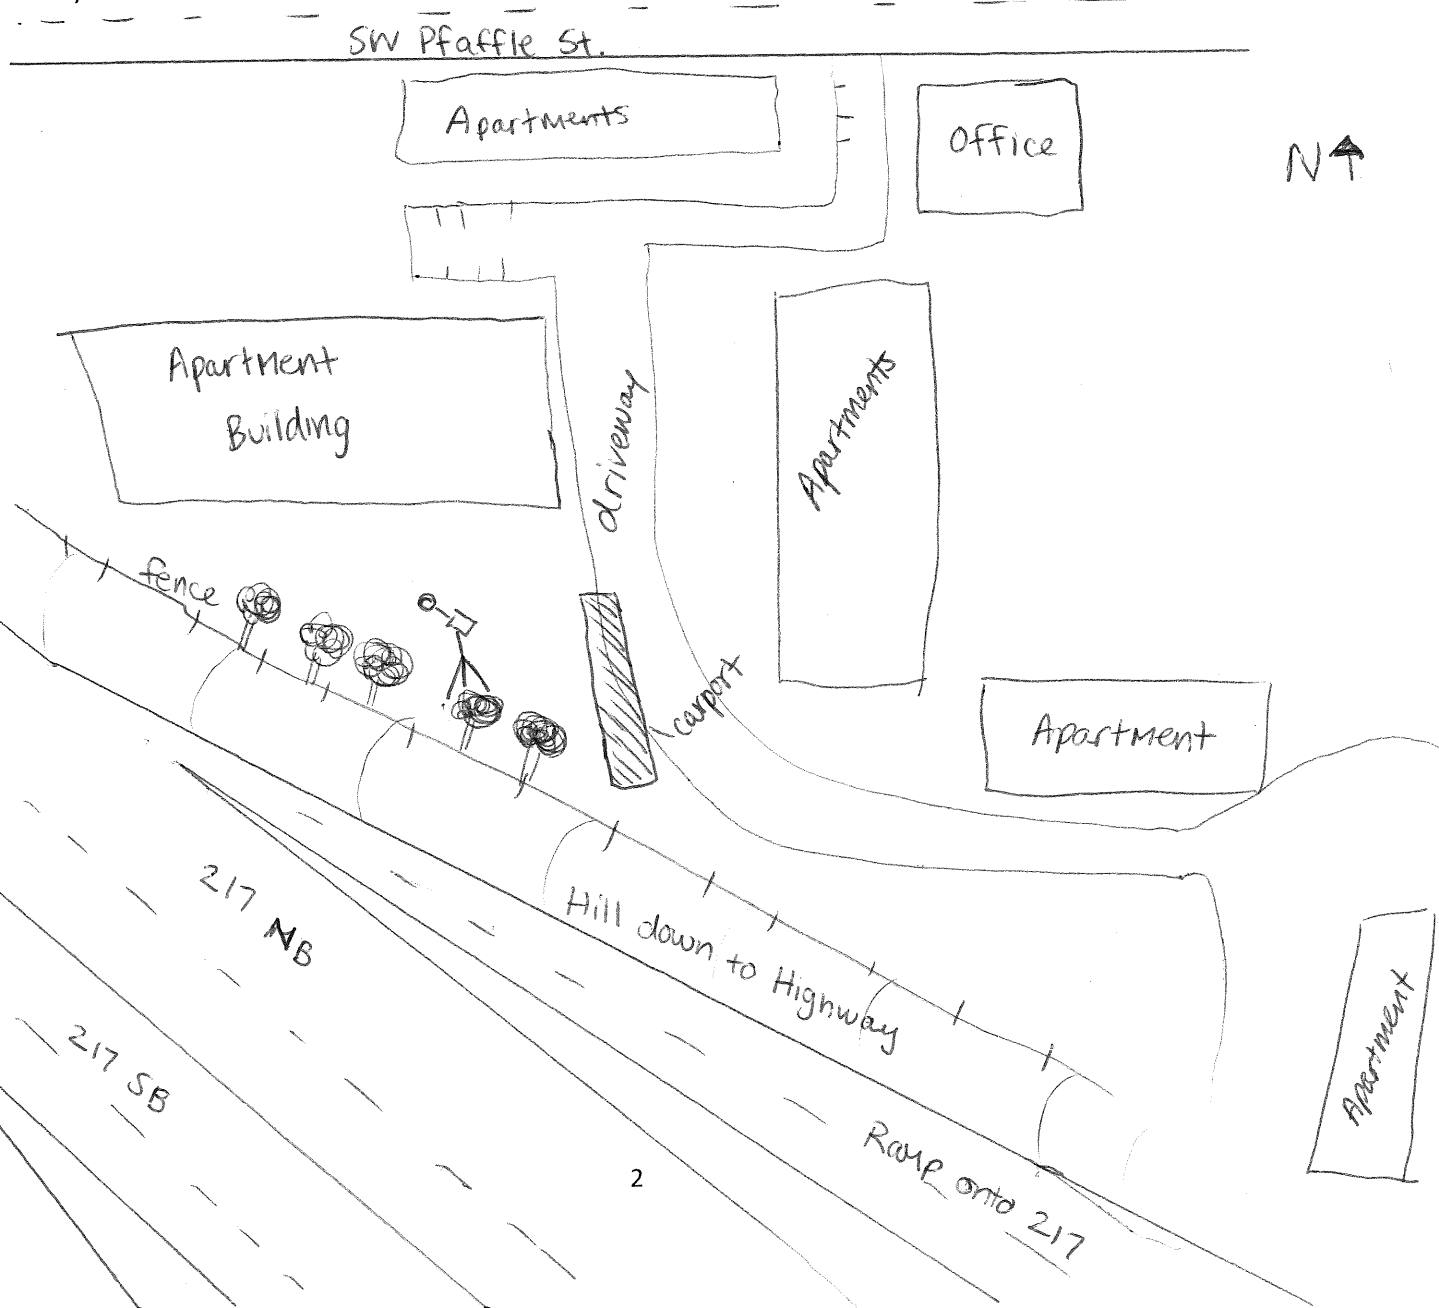 SW Pfaffle St.
Apartments
Office
N
Apartment
Building
driveway
Apartments
fence
carport
Apartment
217 NB
Hill down to Highway
217 SB
Apartment
Ramp onto 217
2